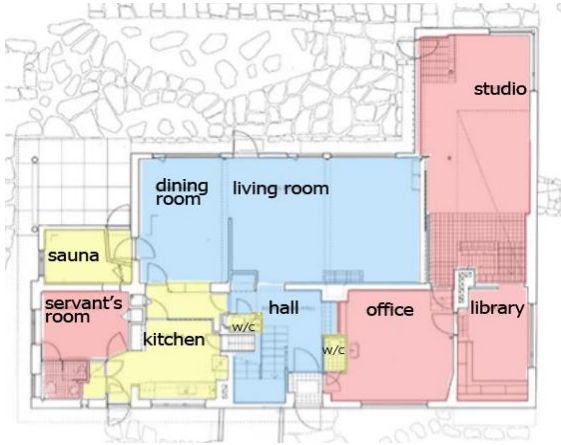 studio
dining
room
living room
sauna
servant's
room
hall
office
library
w/c
kitchen
w/c